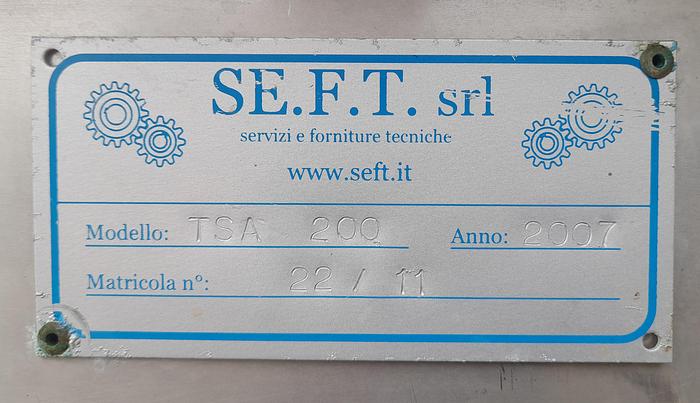 SE.F.T. srl
servizi e forniture tecniche
www.seft.it
Modello: TSA 200 Anno: 2007
Matricola n°: 22 / 11